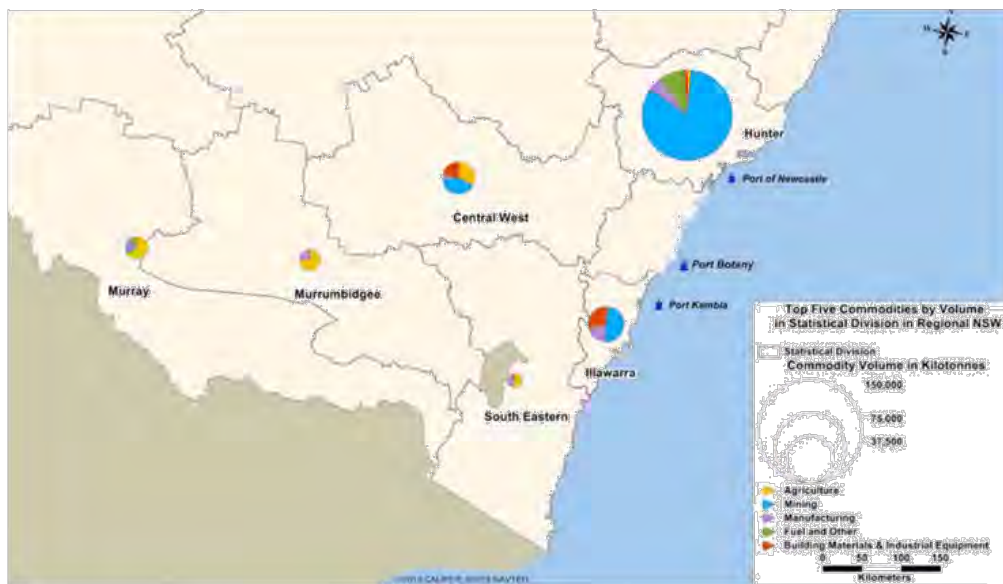 W E
Hunter
Port of Newcastle
Central West
Murray
Murrumbidgee
Port Botany
Port Kembla
Illawarra
South Eastern
Top Five Commodities by Volume
in Statistical Division in Regional NSW
Statistical Division
Commodity Volume in Kilotonnes
150,000
75,000
37,500
Agriculture
Mining
Manufacturing
Fuel and Other
Building Materials & Industrial Equipment
0 50 100 150
Kilometers